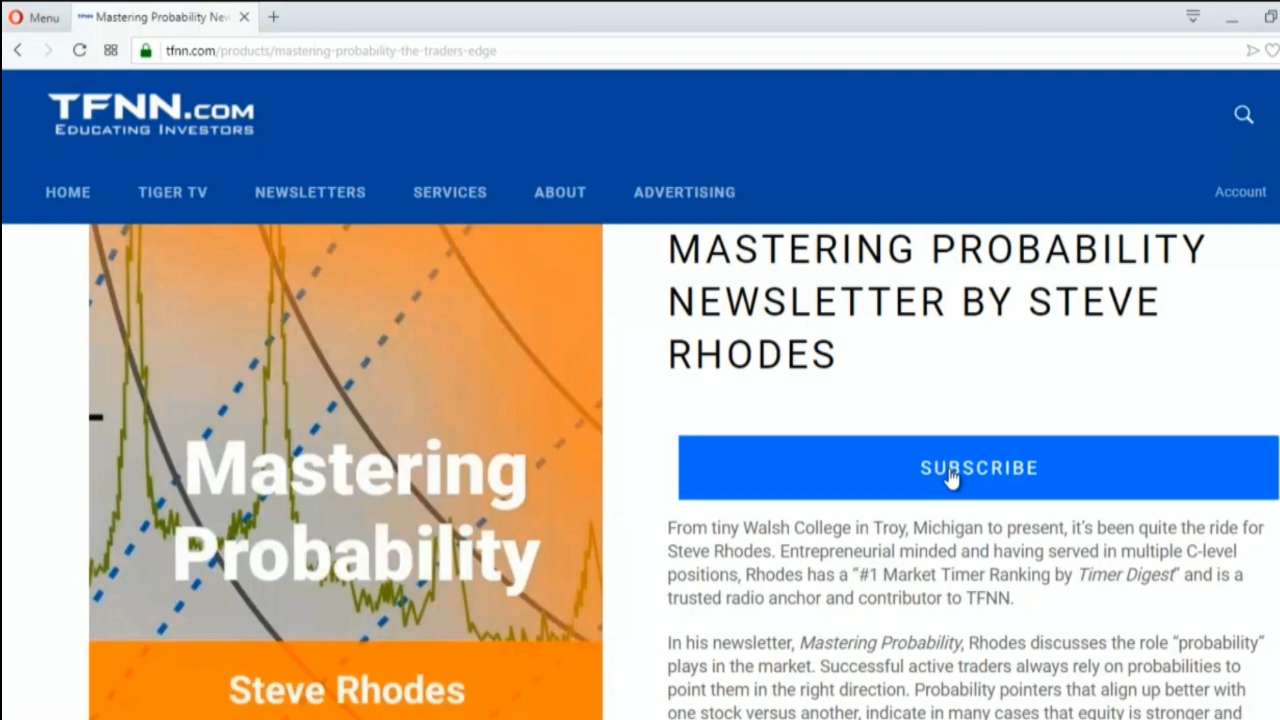 Menu
Mastering Probability New
tfnn.com/products/mastering-probability-the-traders-edge
TFNN.COM
EDUCATING INVESTORS
HOME TIGER TV NEWSLETTERS SERVICES ABOUT ADVERTISING Account
MASTERING PROBABILITY
NEWSLETTER BY STEVE
RHODES
Mastering
Probability
Steve Rhodes
SUBSCRIBE
From tiny Walsh College in Troy, Michigan to present, it's been quite the ride for
Steve Rhodes. Entrepreneurial minded and having served in multiple C-level
positions, Rhodes has a “#1 Market Timer Ranking by Timer Digest” and is a
trusted radio anchor and contributor to TFNN.
In his newsletter, Mastering Probability, Rhodes discusses the role “probability”
plays in the market. Successful active traders always rely on probabilities to
point them in the right direction. Probability pointers that align up better with
one stock versus another, indicate in many cases that equity is stronger and